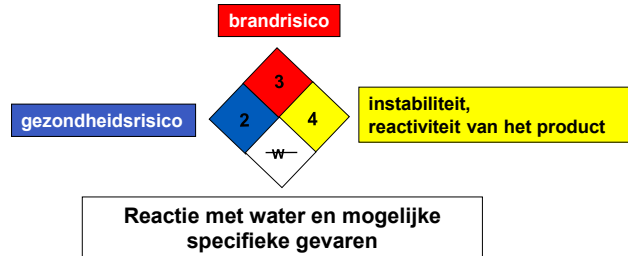 brandrisico
3
gezondheidsrisico
2
4
instabiliteit,
reactiviteit van het product
W
Reactie met water en mogelijke
specifieke gevaren